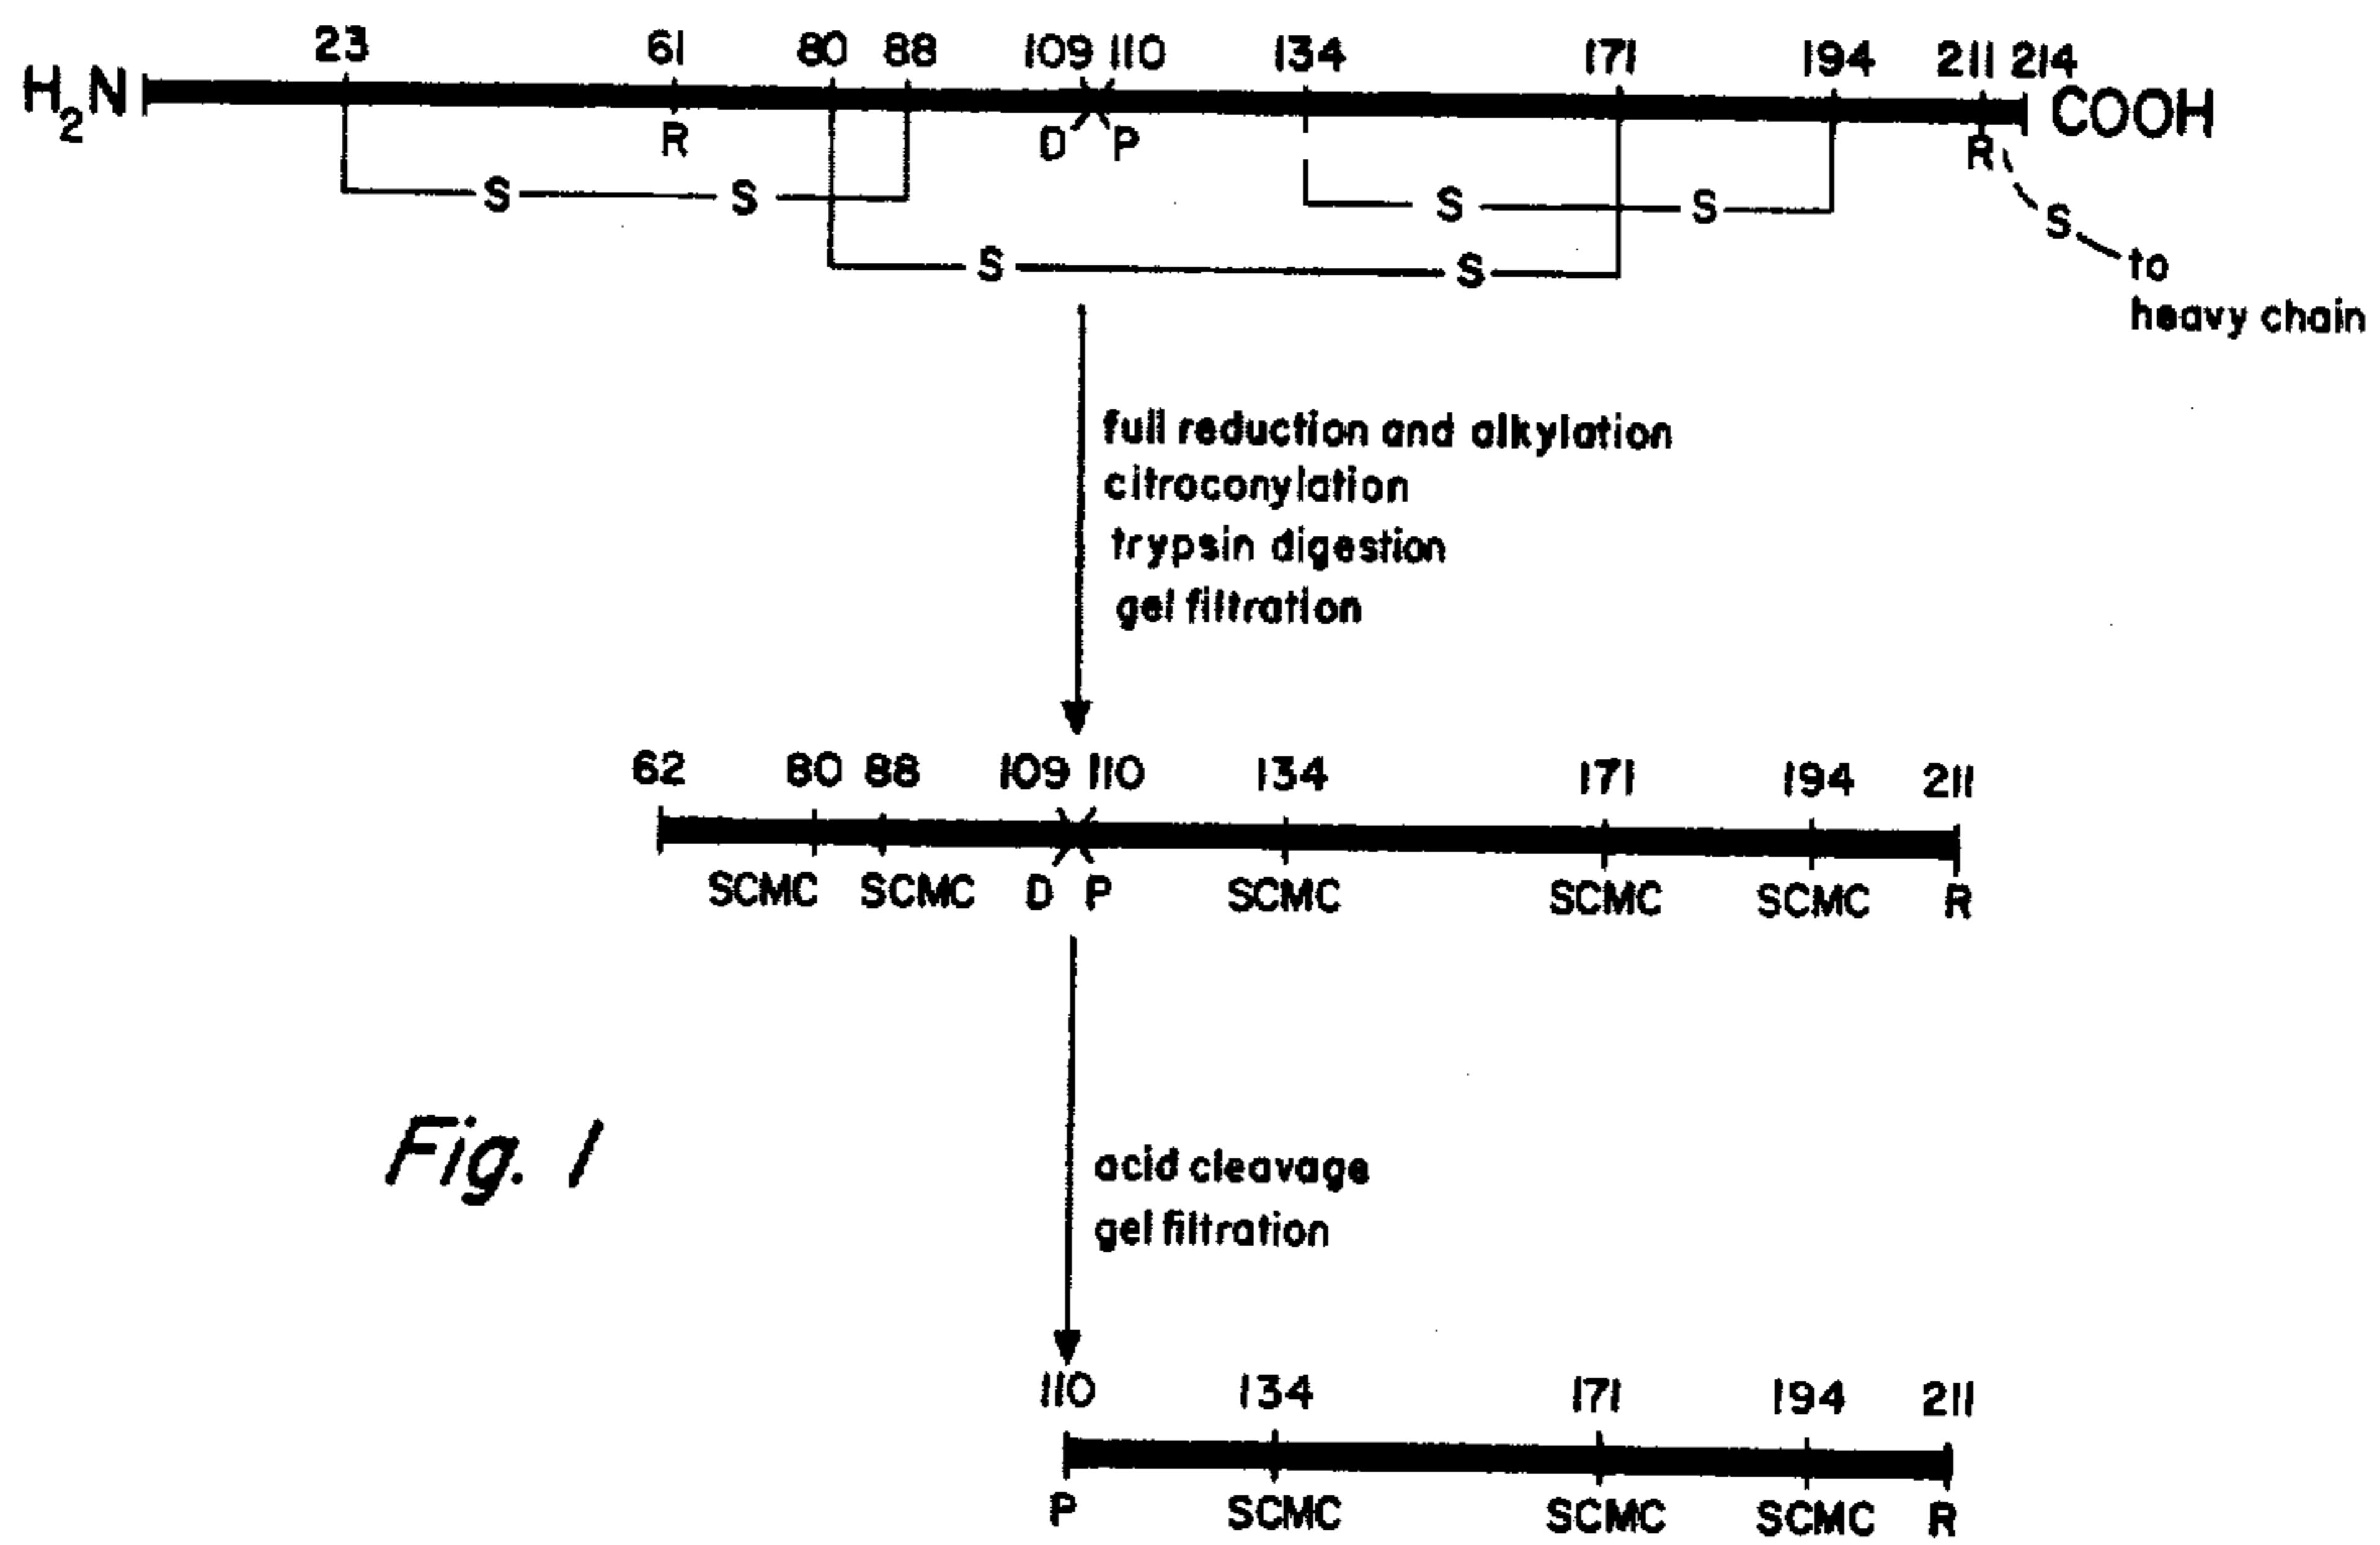 23 61 80 88 109 110 134 171 194 211 214
H2N COOH
R D P R
S S S S S
S S to
heavy chain
full reduction and alkylation
citraconylation
trypsin digestion
gel filtration
62 80 88 109 110 134 171 194 211
SCMC SCMC D P SCMC SCMC SCMC R
Fig. 1
acid cleavage
gel filtration
110 134 171 194 211
P SCMC SCMC SCMC R